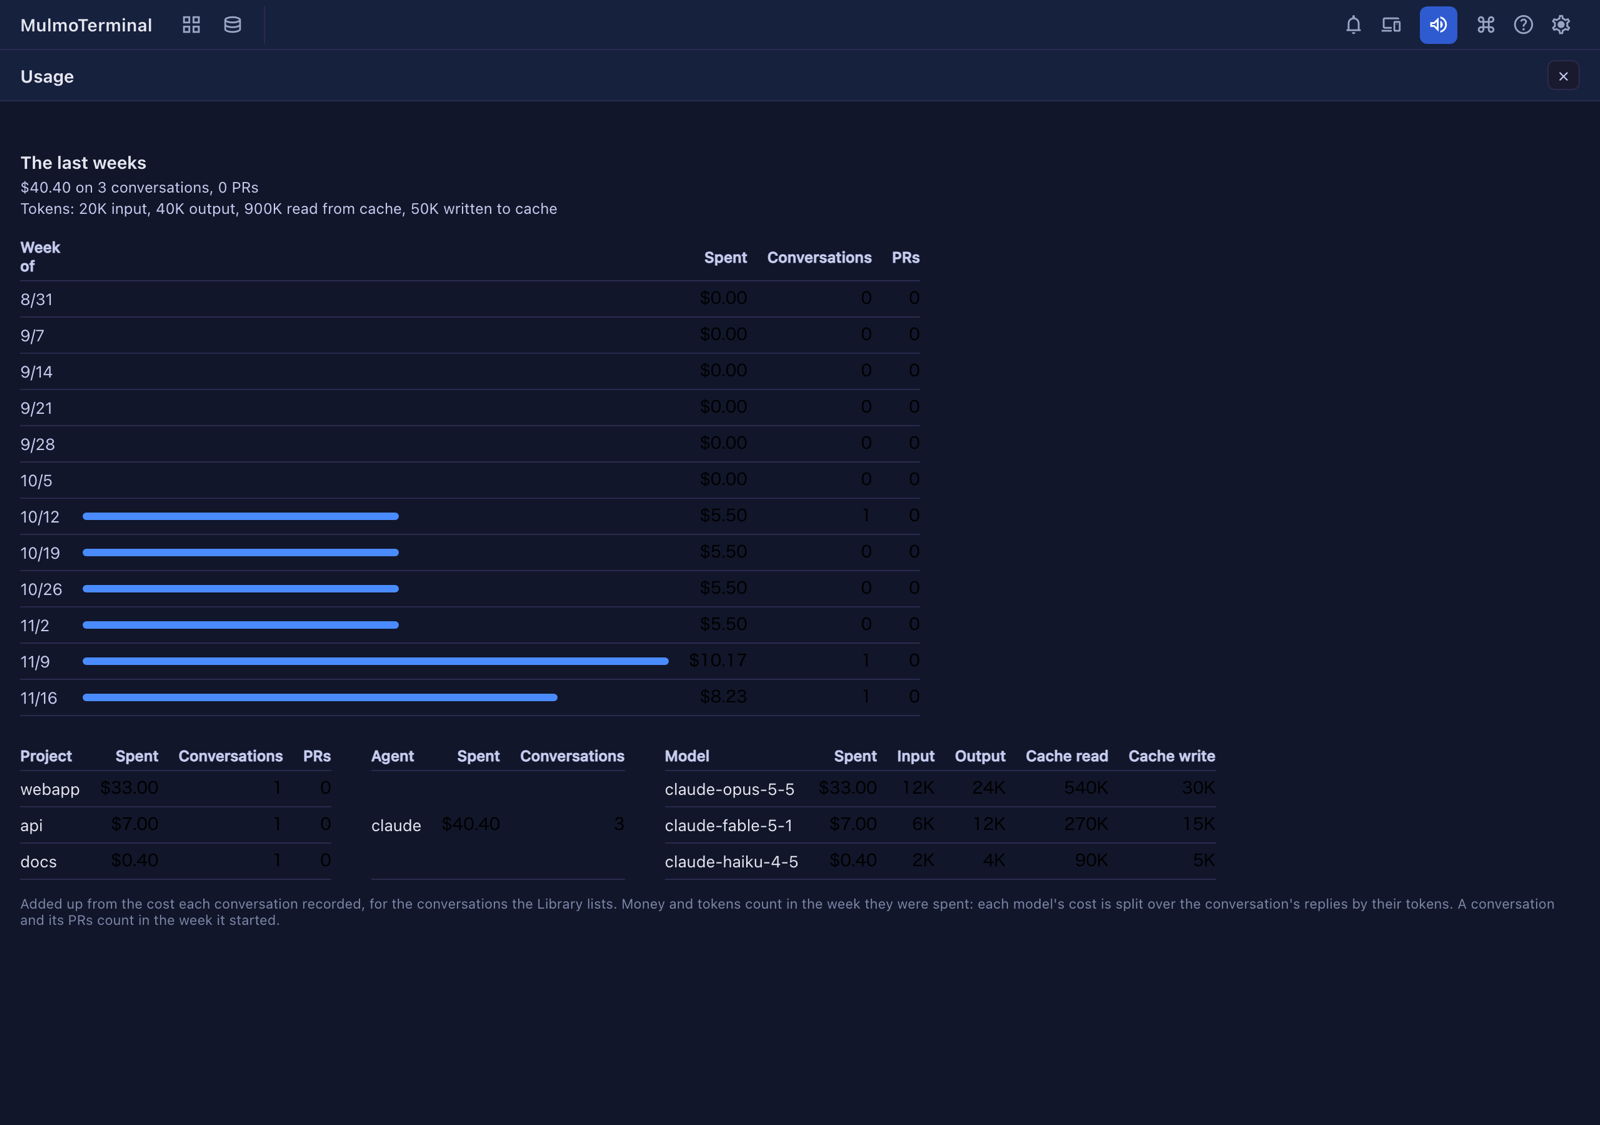 MulmoTerminal
Usage
The last weeks
$40.40 on 3 conversations, 0 PRs
Tokens: 20K input, 40K output, 900K read from cache, 50K written to cache
Week of Spent Conversations PRs
8/31 $0.00 0 0
9/7 $0.00 0 0
9/14 $0.00 0 0
9/21 $0.00 0 0
9/28 $0.00 0 0
10/5 $0.00 0 0
10/12 $5.50 1 0
10/19 $5.50 0 0
10/26 $5.50 0 0
11/2 $5.50 0 0
11/9 $10.17 1 0
11/16 $8.23 1 0
Project Spent Conversations PRs
webapp $33.00 1 0
api $7.00 1 0
docs $0.40 1 0
Agent Spent Conversations
claude $40.40 3
Model Spent Input Output Cache read Cache write
claude-opus-5-5 $33.00 12K 24K 540K 30K
claude-fable-5-1 $7.00 6K 12K 270K 15K
claude-haiku-4-5 $0.40 2K 4K 90K 5K
Added up from the cost each conversation recorded, for the conversations the Library lists. Money and tokens count in the week they were spent: each model's cost is split over the conversation's replies by their tokens. A conversation
and its PRs count in the week it started.